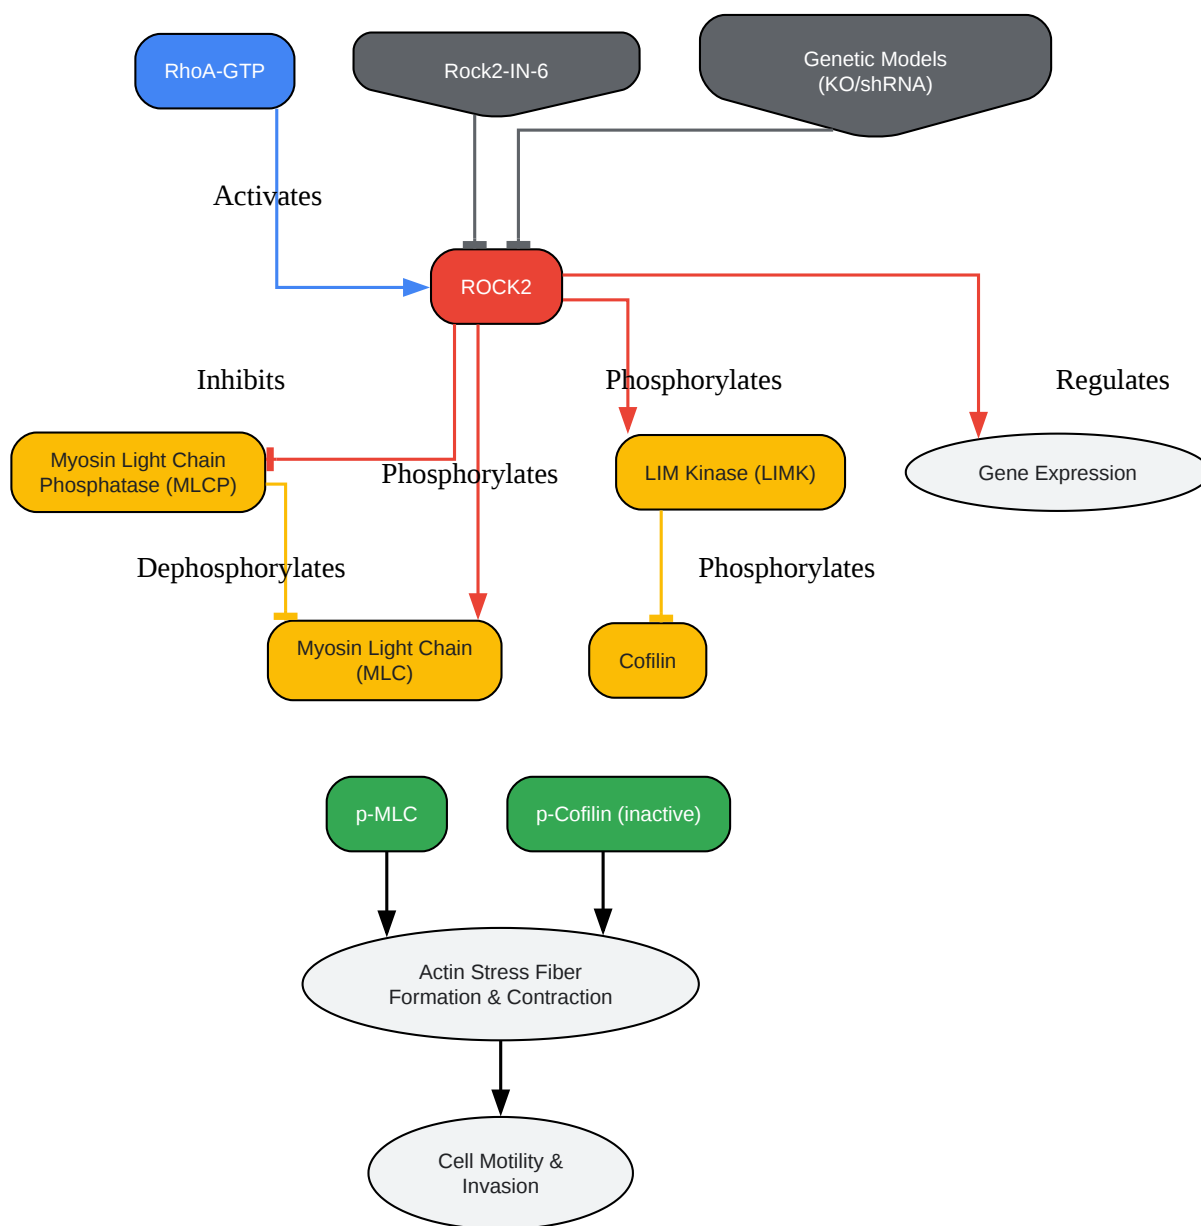 RhoA-GTP
Rock2-IN-6
Genetic Models
(KO/shRNA)
Activates
ROCK2
Inhibits
Phosphorylates
Regulates
Myosin Light Chain
Phosphatase (MLCP)
Phosphorylates
LIM Kinase (LIMK)
Gene Expression
Dephosphorylates
Phosphorylates
Myosin Light Chain
(MLC)
Cofilin
p-MLC
p-Cofilin (inactive)
Actin Stress Fiber
Formation & Contraction
Cell Motility &
Invasion